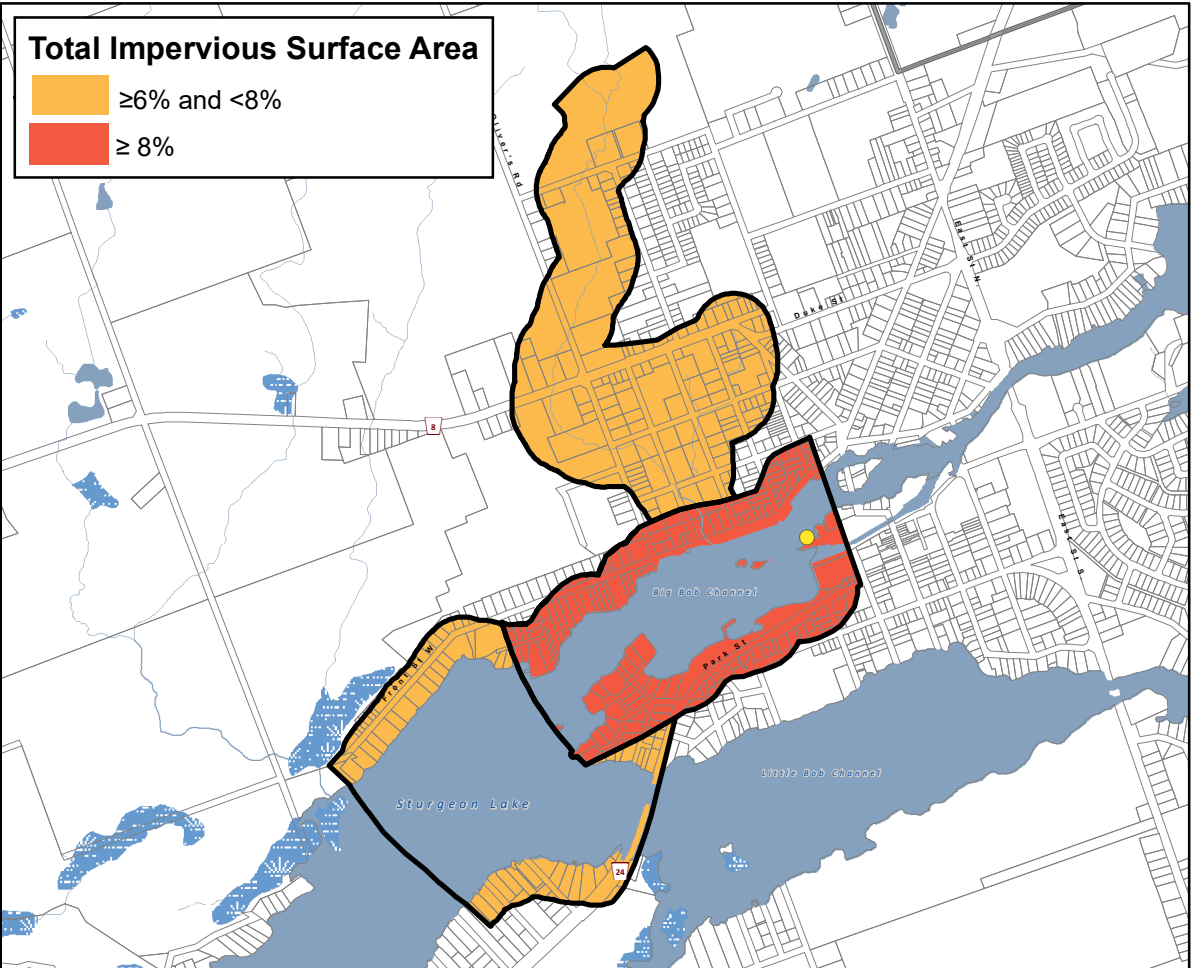 Total Impervious Surface Area
≥6% and <8%
≥ 8%
Oliver's Rd
East St N.
Duke St
8
East St S.
Big Bob Channel
Park St
Front St W
Little Bob Channel
Sturgeon Lake
24